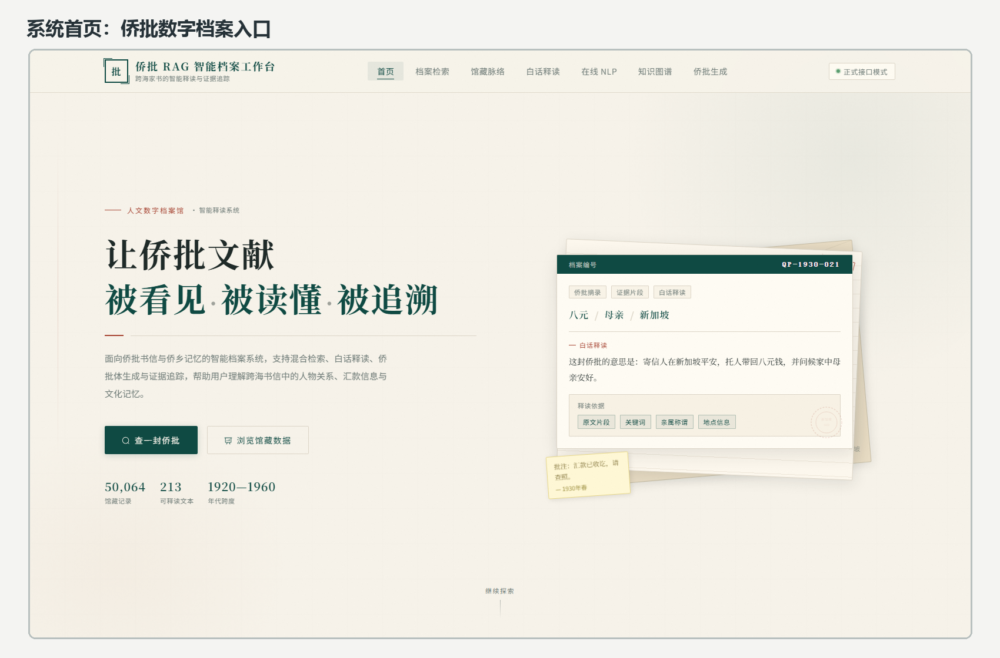 系统首页：侨批数字档案入口
批
侨批 RAG 智能档案工作台
跨海家书的智能释读与证据追踪
首页
档案检索
馆藏脉络
白话释读
在线 NLP
知识图谱
侨批生成
正式接口模式
人文数字档案馆 · 智能释读系统
让侨批文献
被看见·被读懂·被追溯
面向侨批书信与侨乡记忆的智能档案系统，支持混合检索、白话释读、侨
批体生成与证据追踪，帮助用户理解跨海书信中的人物关系、汇款信息与
文化记忆。
查一封侨批
浏览馆藏数据
50,064
馆藏记录
213
可释读文本
1920—1960
年代跨度
档案编号
QP-1930-021
侨批摘录
证据片段
白话释读
八元 / 母亲 / 新加坡
— 白话释读
这封侨批的意思是：寄信人在新加坡平安，托人带回八元钱，并问候家中母
亲安好。
释读依据
原文片段
关键词
亲属称谓
地点信息
坡
批注：汇款已收讫，请
查照。
— 1930年春
继续探索